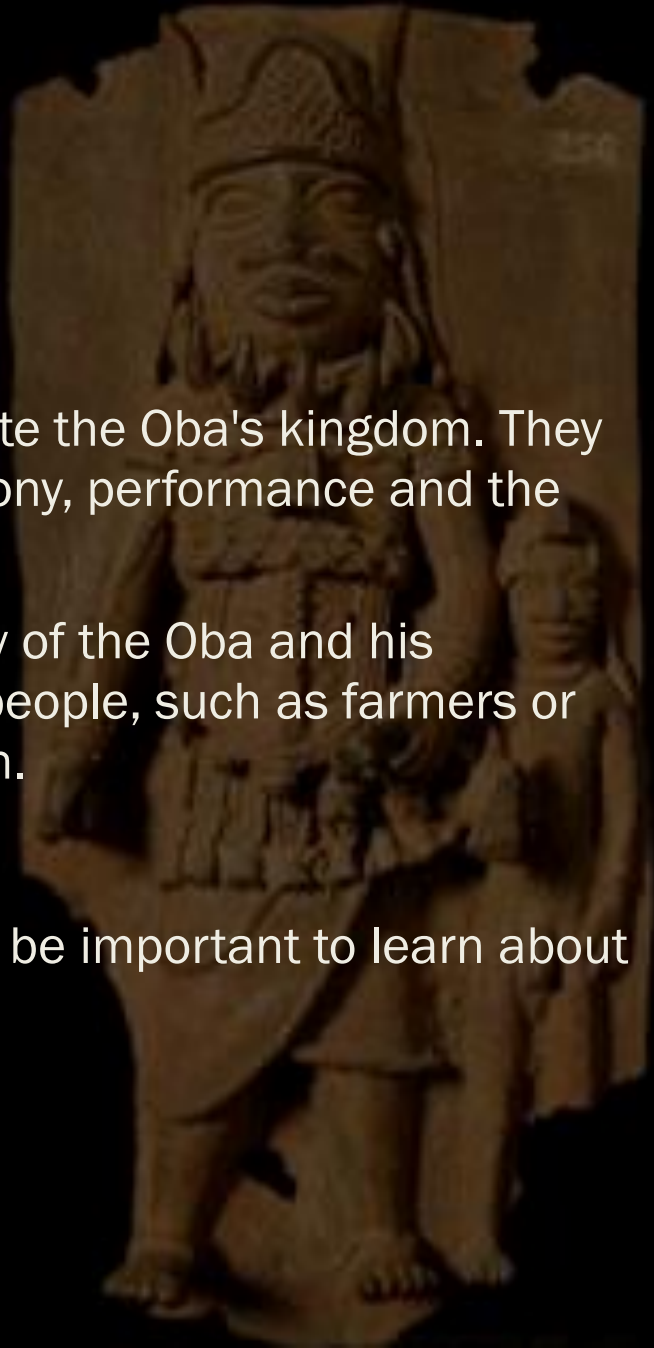 te the Oba's kingdom. They
ony, performance and the
of the Oba and his
people, such as farmers or
n.
be important to learn about